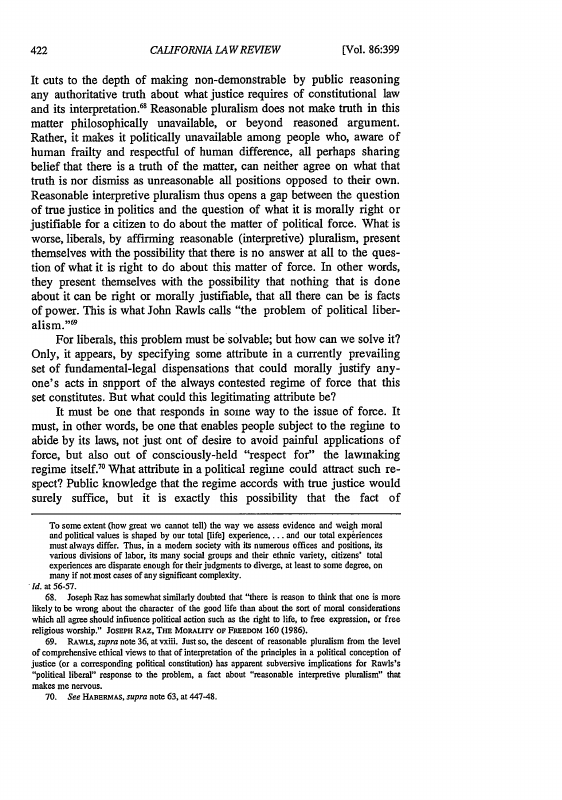 422 CALIFORNIA LAW REVIEW [Vol. 86:399
It cuts to the depth of making non-demonstrable by public reasoning
any authoritative truth about what justice requires of constitutional law
and its interpretation.68 Reasonable pluralism does not make truth in this
matter philosophically unavailable, or beyond reasoned argument.
Rather, it makes it politically unavailable among people who, aware of
human frailty and respectful of human difference, all perhaps sharing
belief that there is a truth of the matter, can neither agree on what that
truth is nor dismiss as unreasonable all positions opposed to their own.
Reasonable interpretive pluralism thus opens a gap between the question
of true justice in politics and the question of what it is morally right or
justifiable for a citizen to do about the matter of political force. What is
worse, liberals, by affirming reasonable (interpretive) pluralism, present
themselves with the possibility that there is no answer at all to the ques-
tion of what it is right to do about this matter of force. In other words,
they present themselves with the possibility that nothing that is done
about it can be right or morally justifiable, that all there can be is facts
of power. This is what John Rawls calls "the problem of political liber-
alism."69
For liberals, this problem must be solvable; but how can we solve it?
Only, it appears, by specifying some attribute in a currently prevailing
set of fundamental-legal dispensations that could morally justify any-
one's acts in snpport of the always contested regime of force that this
set constitutes. But what could this legitimating attribute be?
It must be one that responds in some way to the issue of force. It
must, in other words, be one that enables people subject to the regiine to
abide by its laws, not just ont of desire to avoid painful applications of
force, but also out of consciously-held "respect for" the lawmaking
regime itself.70 What attribute in a political regime could attract such re-
spect? Public knowledge that the regime accords with true justice would
surely suffice, but it is exactly this possibility that the fact of
To some extent (how great we cannot tell) the way we assess evidence and weigh moral
and political values is shaped by our total [life] experience, . . . and our total experiences
must always differ. Thus, in a modern society with its numerous offices and positions, its
various divisions of labor, its many social groups and their ethnic variety, citizens' total
experiences are disparate enough for their judgments to diverge, at least to some degree, on
many if not most cases of any significant complexity.
Id. at 56-57.
68. Joseph Raz has somewhat similarly doubted that "there is reason to think that one is more
likely to be wrong about the character of the good life than about the sort of moral considerations
which all agree should influence political action such as the right to life, to free expression, or free
religious worship." JOSEPH RAZ, THE MORALITY OF FREEDOM 160 (1986).
69. RAWLS, supra note 36, at vxiii. Just so, the descent of reasonable pluralism from the level
of comprehensive ethical views to that of interpretation of the principles in a political conception of
justice (or a corresponding political constitution) has apparent subversive implications for Rawls's
"political liberal" response to the problem, a fact about "reasonable interpretive pluralism" that
makes me nervous.
70. See HABERMAS, supra note 63, at 447-48.